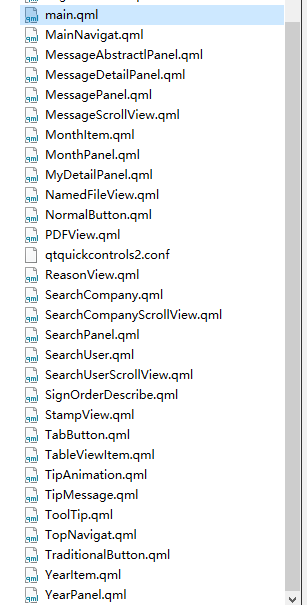 main.qml
MainNavigat.qml
MessageAbstractlPanel.qml
MessageDetailPanel.qml
MessagePanel.qml
MessageScrollView.qml
MonthItem.qml
MonthPanel.qml
MyDetailPanel.qml
NamedFileView.qml
NormalButton.qml
PDFView.qml
qtquickcontrols2.conf
ReasonView.qml
SearchCompany.qml
SearchCompanyScrollView.qml
SearchPanel.qml
SearchUser.qml
SearchUserScrollView.qml
SignOrderDescribe.qml
StampView.qml
TabButton.qml
TableViewItem.qml
TipAnimation.qml
TipMessage.qml
ToolTip.qml
TopNavigat.qml
TraditionalButton.qml
YearItem.qml
YearPanel.qml